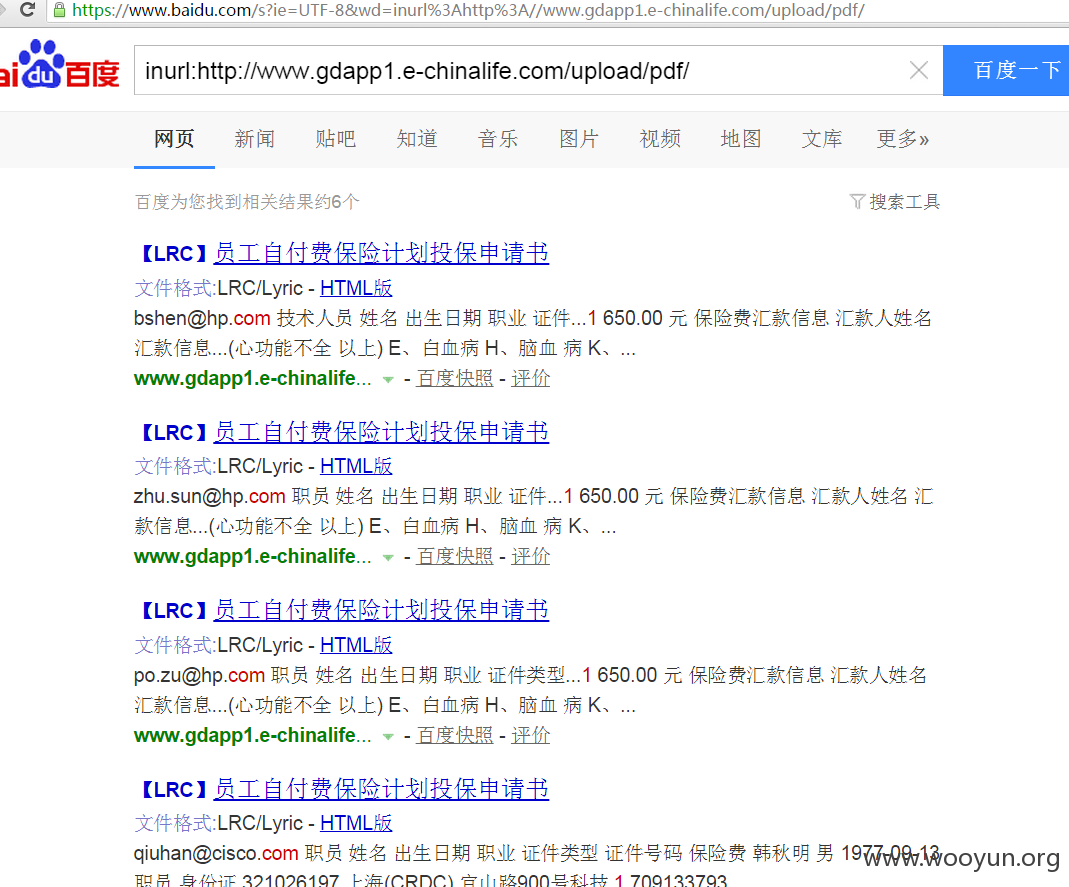 https://www.baidu.com/s?ie=UTF-8&wd=inurl%3Ahttp%3A//www.gdapp1.e-chinalife.com/upload/pdf/
ai du 百度
inurl:http://www.gdapp1.e-chinalife.com/upload/pdf/
百度一下
网页 新闻 贴吧 知道 音乐 图片 视频 地图 文库 更多»
百度为您找到相关结果约6个 搜索工具
【LRC】员工自付费保险计划投保申请书
文件格式:LRC/Lyric - HTML版
bshen@hp.com 技术人员 姓名 出生日期 职业 证件...1 650.00 元 保险费汇款信息 汇款人姓名
汇款信息...(心功能不全 以上) E、白血病 H、脑血 病 K、...
www.gdapp1.e-chinalife... - 百度快照 - 评价
【LRC】员工自付费保险计划投保申请书
文件格式:LRC/Lyric - HTML版
zhu.sun@hp.com 职员 姓名 出生日期 职业 证件...1 650.00 元 保险费汇款信息 汇款人姓名 汇
款信息...(心功能不全 以上) E、白血病 H、脑血 病 K、...
www.gdapp1.e-chinalife... - 百度快照 - 评价
【LRC】员工自付费保险计划投保申请书
文件格式:LRC/Lyric - HTML版
po.zu@hp.com 职员 姓名 出生日期 职业 证件类型...1 650.00 元 保险费汇款信息 汇款人姓名
汇款信息...(心功能不全 以上) E、白血病 H、脑血 病 K、...
www.gdapp1.e-chinalife... - 百度快照 - 评价
【LRC】员工自付费保险计划投保申请书
文件格式:LRC/Lyric - HTML版
qiuhan@cisco.com 职员 姓名 出生日期 职业 证件类型 证件号码 保险费 韩秋明 男 1977-09-13
职员 身份证 321026197 上海(CRDC) 宜山路900号科技 1 709133793
www.wooyun.org